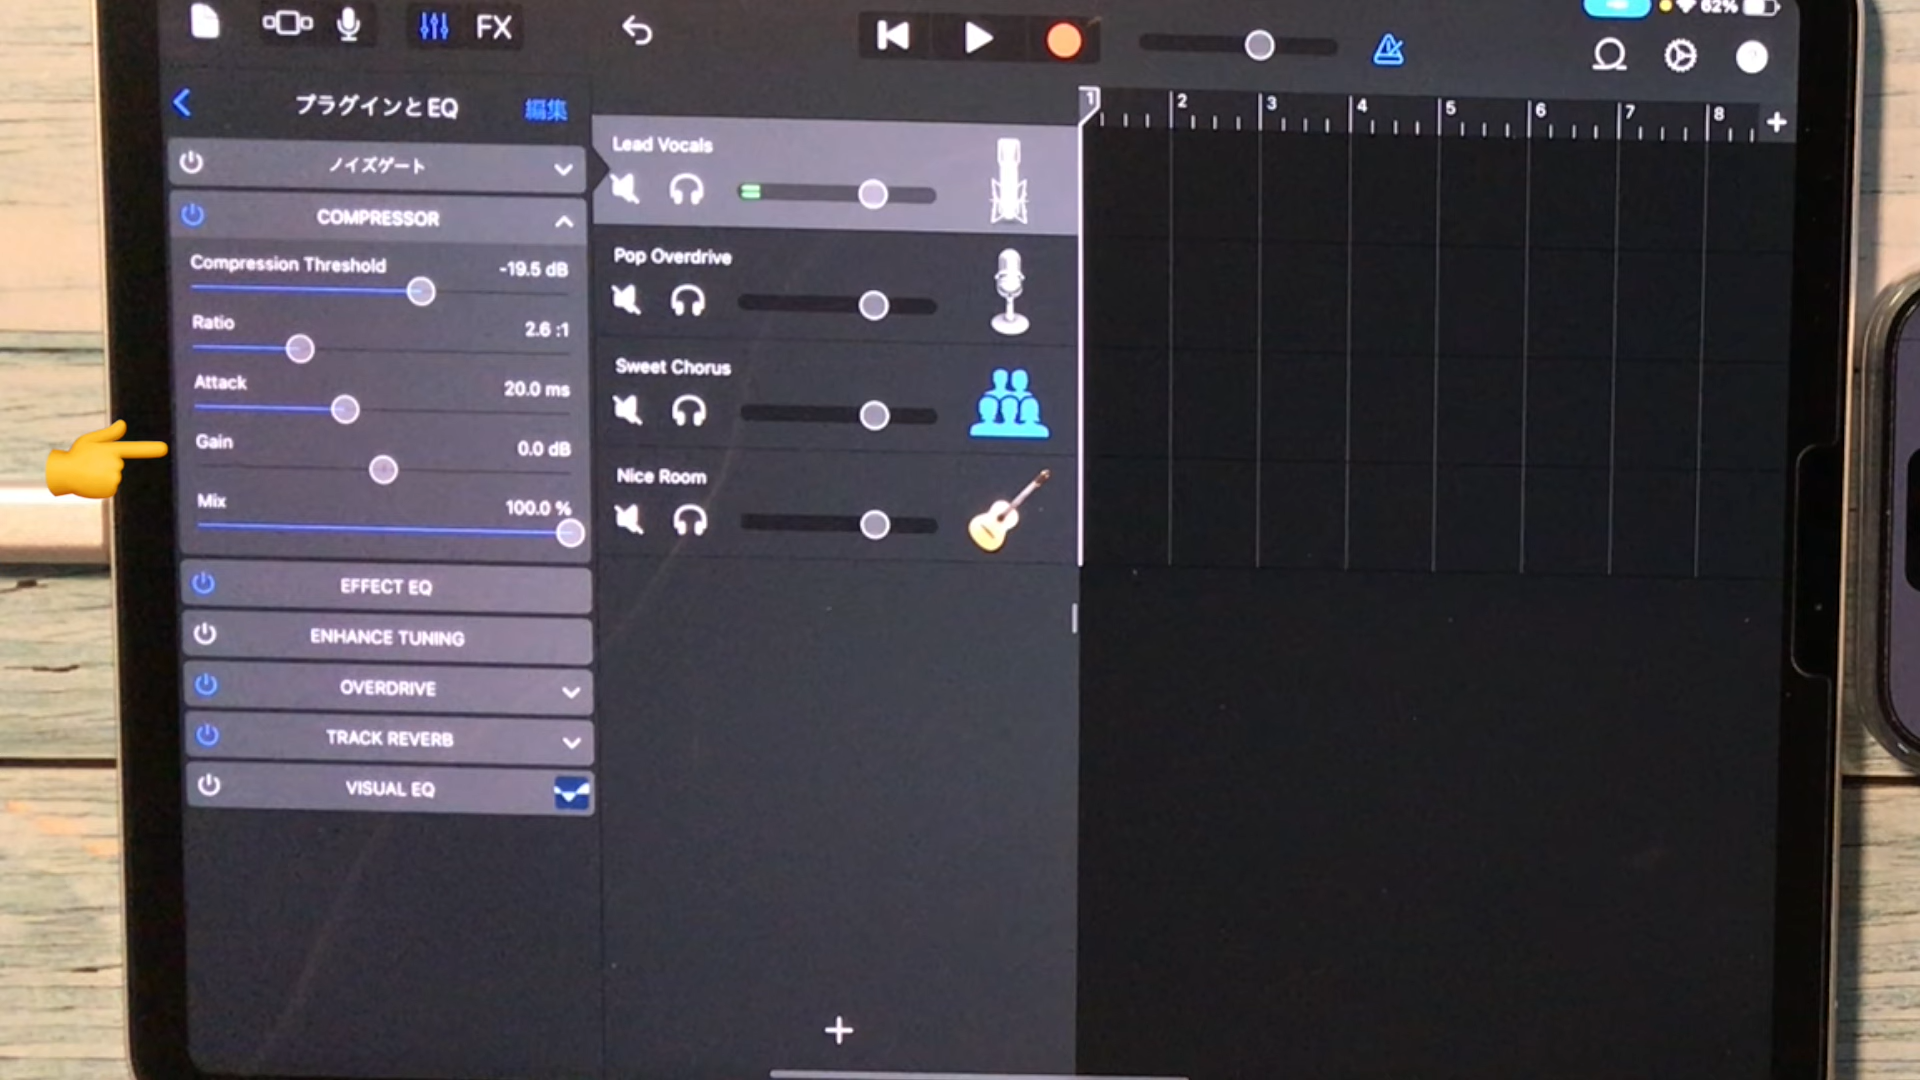 FX
62%
プラグインとEQ
編集
ノイズゲート
COMPRESSOR
Compression Threshold
-19.5 dB
Ratio
2.6 :1
Attack
20.0 ms
Gain
0.0 dB
Mix
100.0 %
EFFECT EQ
ENHANCE TUNING
OVERDRIVE
TRACK REVERB
VISUAL EQ
Lead Vocals
Pop Overdrive
Sweet Chorus
Nice Room
1 2 3 4 5 6 7 8